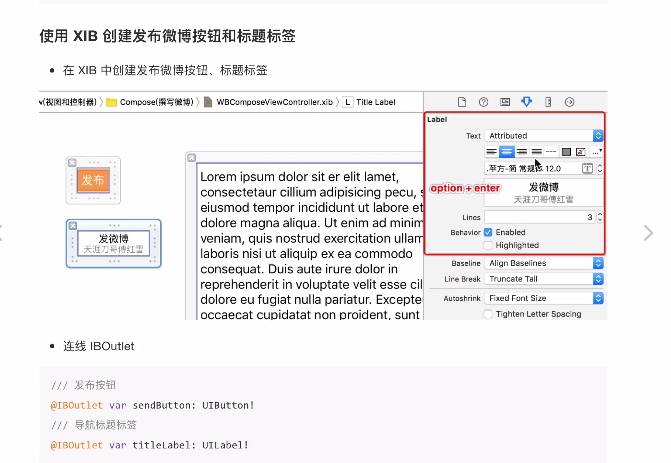 使用 XIB 创建发布微博按钮和标题标签
在 XIB 中创建发布微博按钮、标题标签
(视图和控制器) Compose(撰写微博) WBComposeViewController.xib L Title Label
Label
Text Attributed
苹方-简 常规体 12.0 T
option + enter
发微博
天涯刀哥傅红雪
Lines 3
Behavior Enabled
Highlighted
Baseline Align Baselines
Line Break Truncate Tail
Autoshrink Fixed Font Size
Tighten Letter Spacing
发布
发微博
天涯刀哥傅红雪
Lorem ipsum dolor sit er elit lamet,
consectetaur cillium adipisicing pecu, s
eiusmod tempor incididunt ut labore et
dolore magna aliqua. Ut enim ad minim
veniam, quis nostrud exercitation ullam
laboris nisi ut aliquip ex ea commodo
consequat. Duis aute irure dolor in
reprehenderit in voluptate velit esse cil
dolore eu fugiat nulla pariatur. Excepteu
occaecat cupidatat non proident, sunt
连线 IBOutlet
/// 发布按钮
@IBOutlet var sendButton: UIButton!
/// 导航标题标签
@IBOutlet var titleLabel: UILabel!